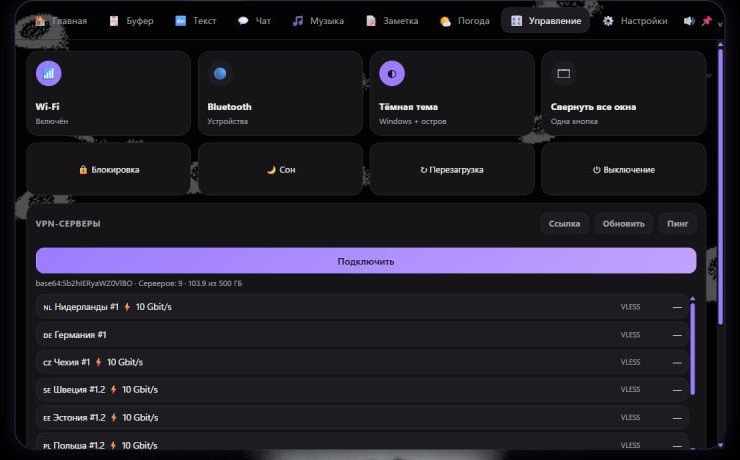 Главная Буфер Текст Чат Музыка Заметка Погода Управление Настройки
Wi-Fi Bluetooth Тёмная тема Свернуть все окна
Включён Устройства Windows + остров Одна кнопка
Блокировка Сон Перезагрузка Выключение
VPN-СЕРВЕРЫ Ссылка Обновить Пинг
Подключить
· Серверов: 9 · 103.9 из 500 ГБ
NL Нидерланды #1 ⚡ 10 Gbit/s VLESS —
DE Германия #1 VLESS —
CZ Чехия #1 ⚡ 10 Gbit/s VLESS —
SE Швеция #1.2 ⚡ 10 Gbit/s VLESS —
EE Эстония #1.2 ⚡ 10 Gbit/s VLESS —
PL Польша #1.2 ⚡ 10 Gbit/s VLESS —